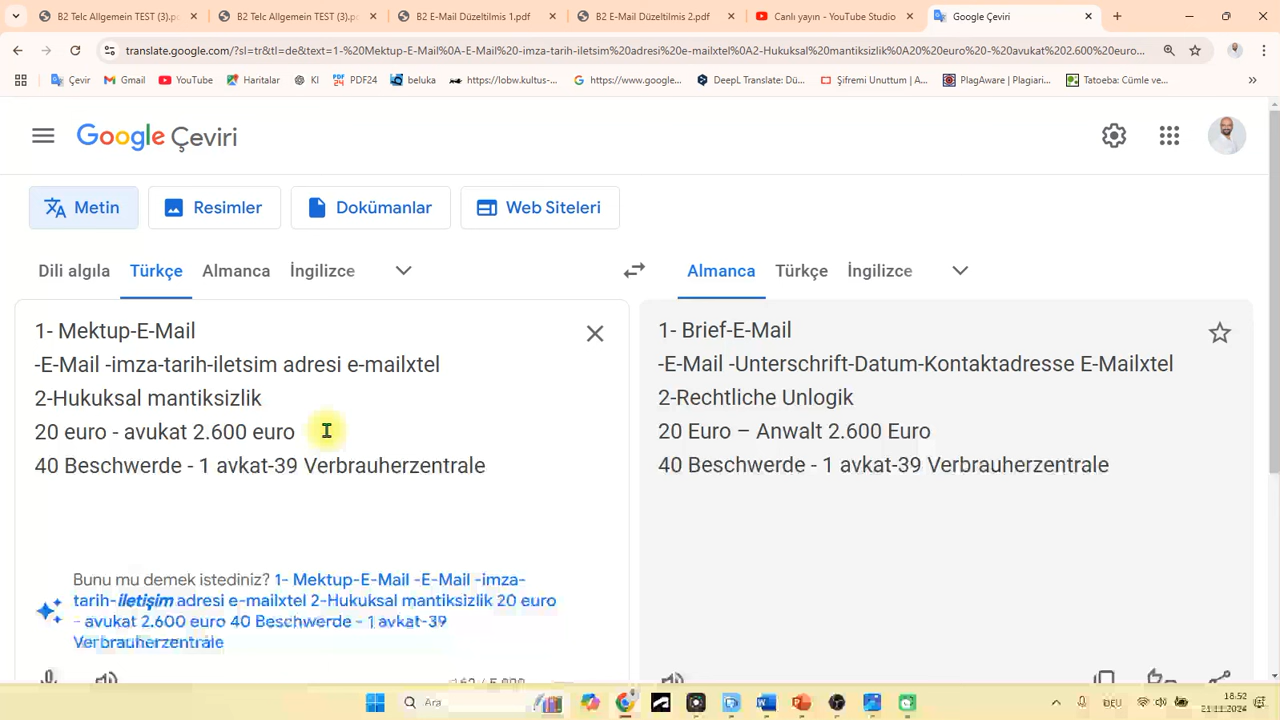 B2 Telc Allgemein TEST (3).p
B2 Telc Allgemein TEST (3).p
B2 E-Mail Düzeltilmis 1.pdf
B2 E-Mail Düzeltilmis 2.pdf
Canlı yayın - YouTube Studio
Google Çeviri
translate.google.com/?sl=tr&tl=de&text=1-%20Mektup-E-Mail%0A-E-Mail%20-imza-tarih-iletsim%20adresi%20e-mailxtel%0A2-Hukuksal%20mantiksizlik%0A20%20euro%20-%20avukat%202.600%20euro...
Çevir
Gmail
YouTube
Haritalar
KI
PDF24
beluka
https://lobw.kultus-...
https://www.google...
DeepL Translate: Dü...
Şifremi Unuttum | A...
PlagAware | Plagiari...
Tatoeba: Cümle ve...
Google Çeviri
Metin
Resimler
Dokümanlar
Web Siteleri
Dili algıla
Türkçe
Almanca
İngilizce
Almanca
Türkçe
İngilizce
1- Mektup-E-Mail
-E-Mail -imza-tarih-iletsim adresi e-mailxtel
2-Hukuksal mantiksizlik
20 euro - avukat 2.600 euro
40 Beschwerde - 1 avkat-39 Verbrauherzentrale
Bunu mu demek istediniz? 1- Mektup-E-Mail -E-Mail -imza-
tarih-iletişim adresi e-mailxtel 2-Hukuksal mantiksizlik 20 euro
- avukat 2.600 euro 40 Beschwerde - 1 avkat-39
Verbrauherzentrale
1- Brief-E-Mail
-E-Mail -Unterschrift-Datum-Kontaktadresse E-Mailxtel
2-Rechtliche Unlogik
20 Euro – Anwalt 2.600 Euro
40 Beschwerde - 1 avkat-39 Verbrauherzentrale
Ara
DEU
18:52
21.11.2024